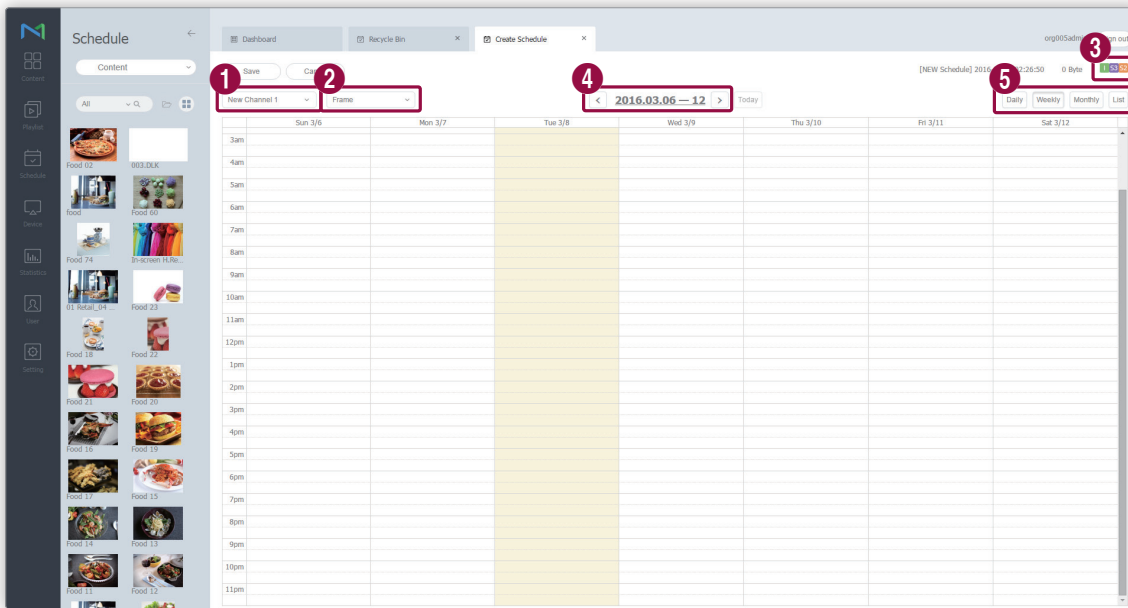 Schedule
Content
All
Content
Playlist
Schedule
Device
Statistics
User
Setting
Food 02
003.DLK
food
Food 60
Food 74
In-screen H.Re...
01 Retail_04 ...
Food 23
Food 18
Food 22
Food 21
Food 20
Food 16
Food 19
Food 17
Food 15
Food 14
Food 13
Food 11
Food 12
Dashboard
Recycle Bin ×
Create Schedule ×
1
2
3
4
5
Save
[NEW Schedule] 2016
2:26:50
0 Byte
New Channel 1
Frame
< 2016.03.06 — 12 >
Today
Daily Weekly Monthly List
Sun 3/6 Mon 3/7 Tue 3/8 Wed 3/9 Thu 3/10 Fri 3/11 Sat 3/12
3am
4am
5am
6am
7am
8am
9am
10am
11am
12pm
1pm
2pm
3pm
4pm
5pm
6pm
7pm
8pm
9pm
10pm
11pm